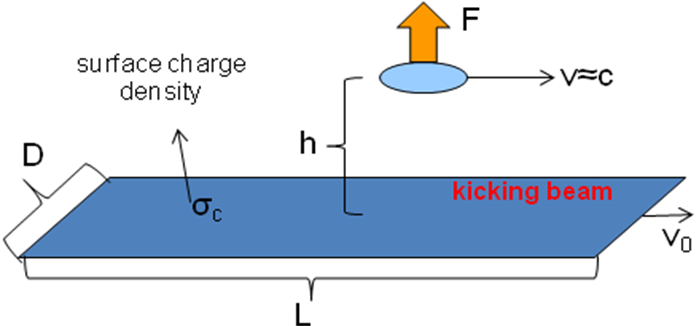 F
surface charge
density
v≈c
h
D
kicking beam
σc
v0
L